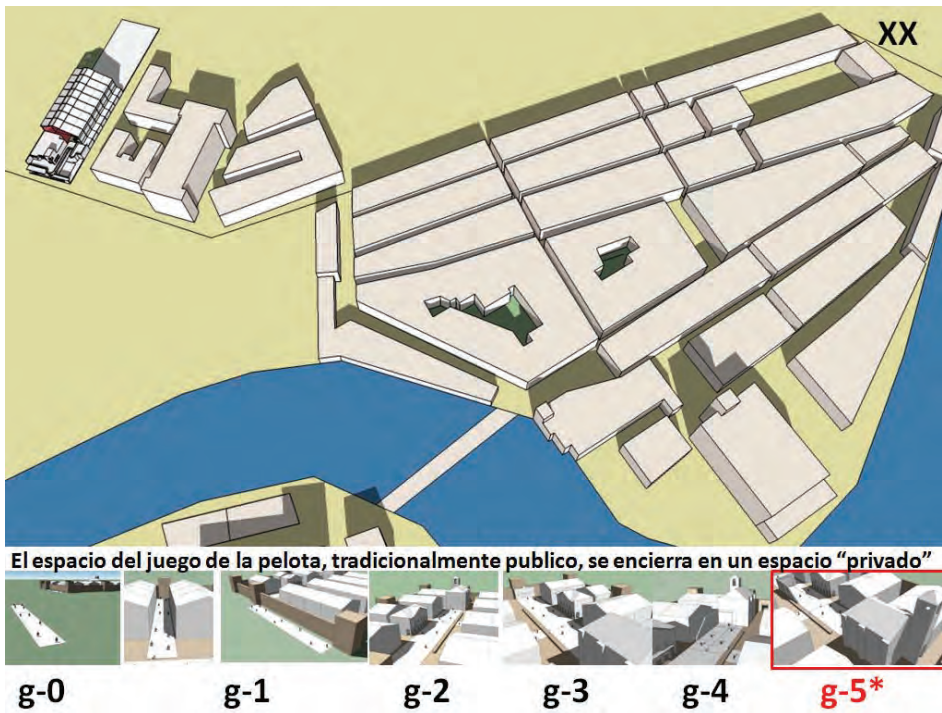 XX
El espacio del juego de la pelota, tradicionalmente publico, se encierra en un espacio “privado”
g-0 g-1 g-2 g-3 g-4 g-5*